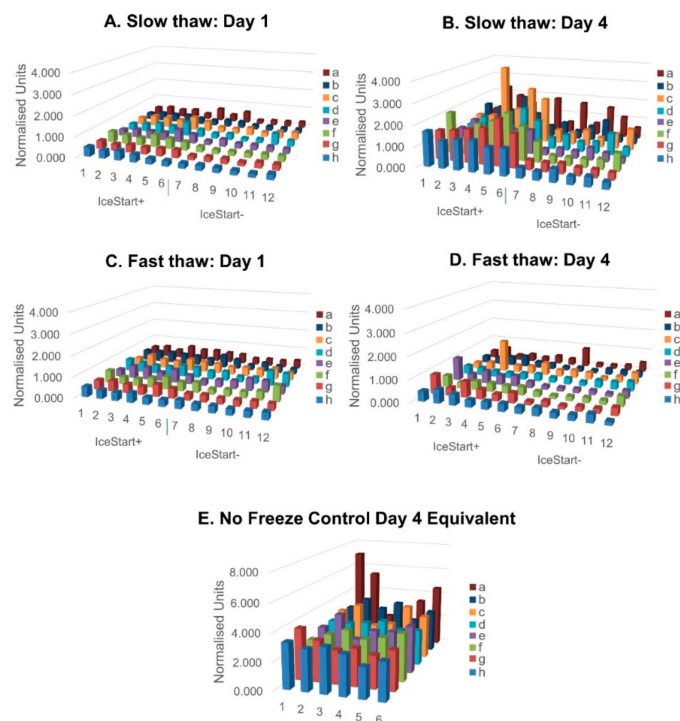 A. Slow thaw: Day 1
Normalised Units
4.000
3.000
2.000
1.000
0.000
1 2 3 4 5 6 7 8 9 10 11 12
IceStart+
IceStart-
a
b
c
d
e
f
g
h
B. Slow thaw: Day 4
Normalised Units
4.000
3.000
2.000
1.000
0.000
1 2 3 4 5 6 7 8 9 10 11 12
IceStart+
IceStart-
a
b
c
d
e
f
g
h
C. Fast thaw: Day 1
Normalised Units
4.000
3.000
2.000
1.000
0.000
1 2 3 4 5 6 7 8 9 10 11 12
IceStart+
IceStart-
a
b
c
d
e
f
g
h
D. Fast thaw: Day 4
Normalised Units
4.000
3.000
2.000
1.000
0.000
1 2 3 4 5 6 7 8 9 10 11 12
IceStart+
IceStart-
a
b
c
d
e
f
g
h
E. No Freeze Control Day 4 Equivalent
Normalised Units
8.000
6.000
4.000
2.000
0.000
1 2 3 4 5 6
a
b
c
d
e
f
g
h